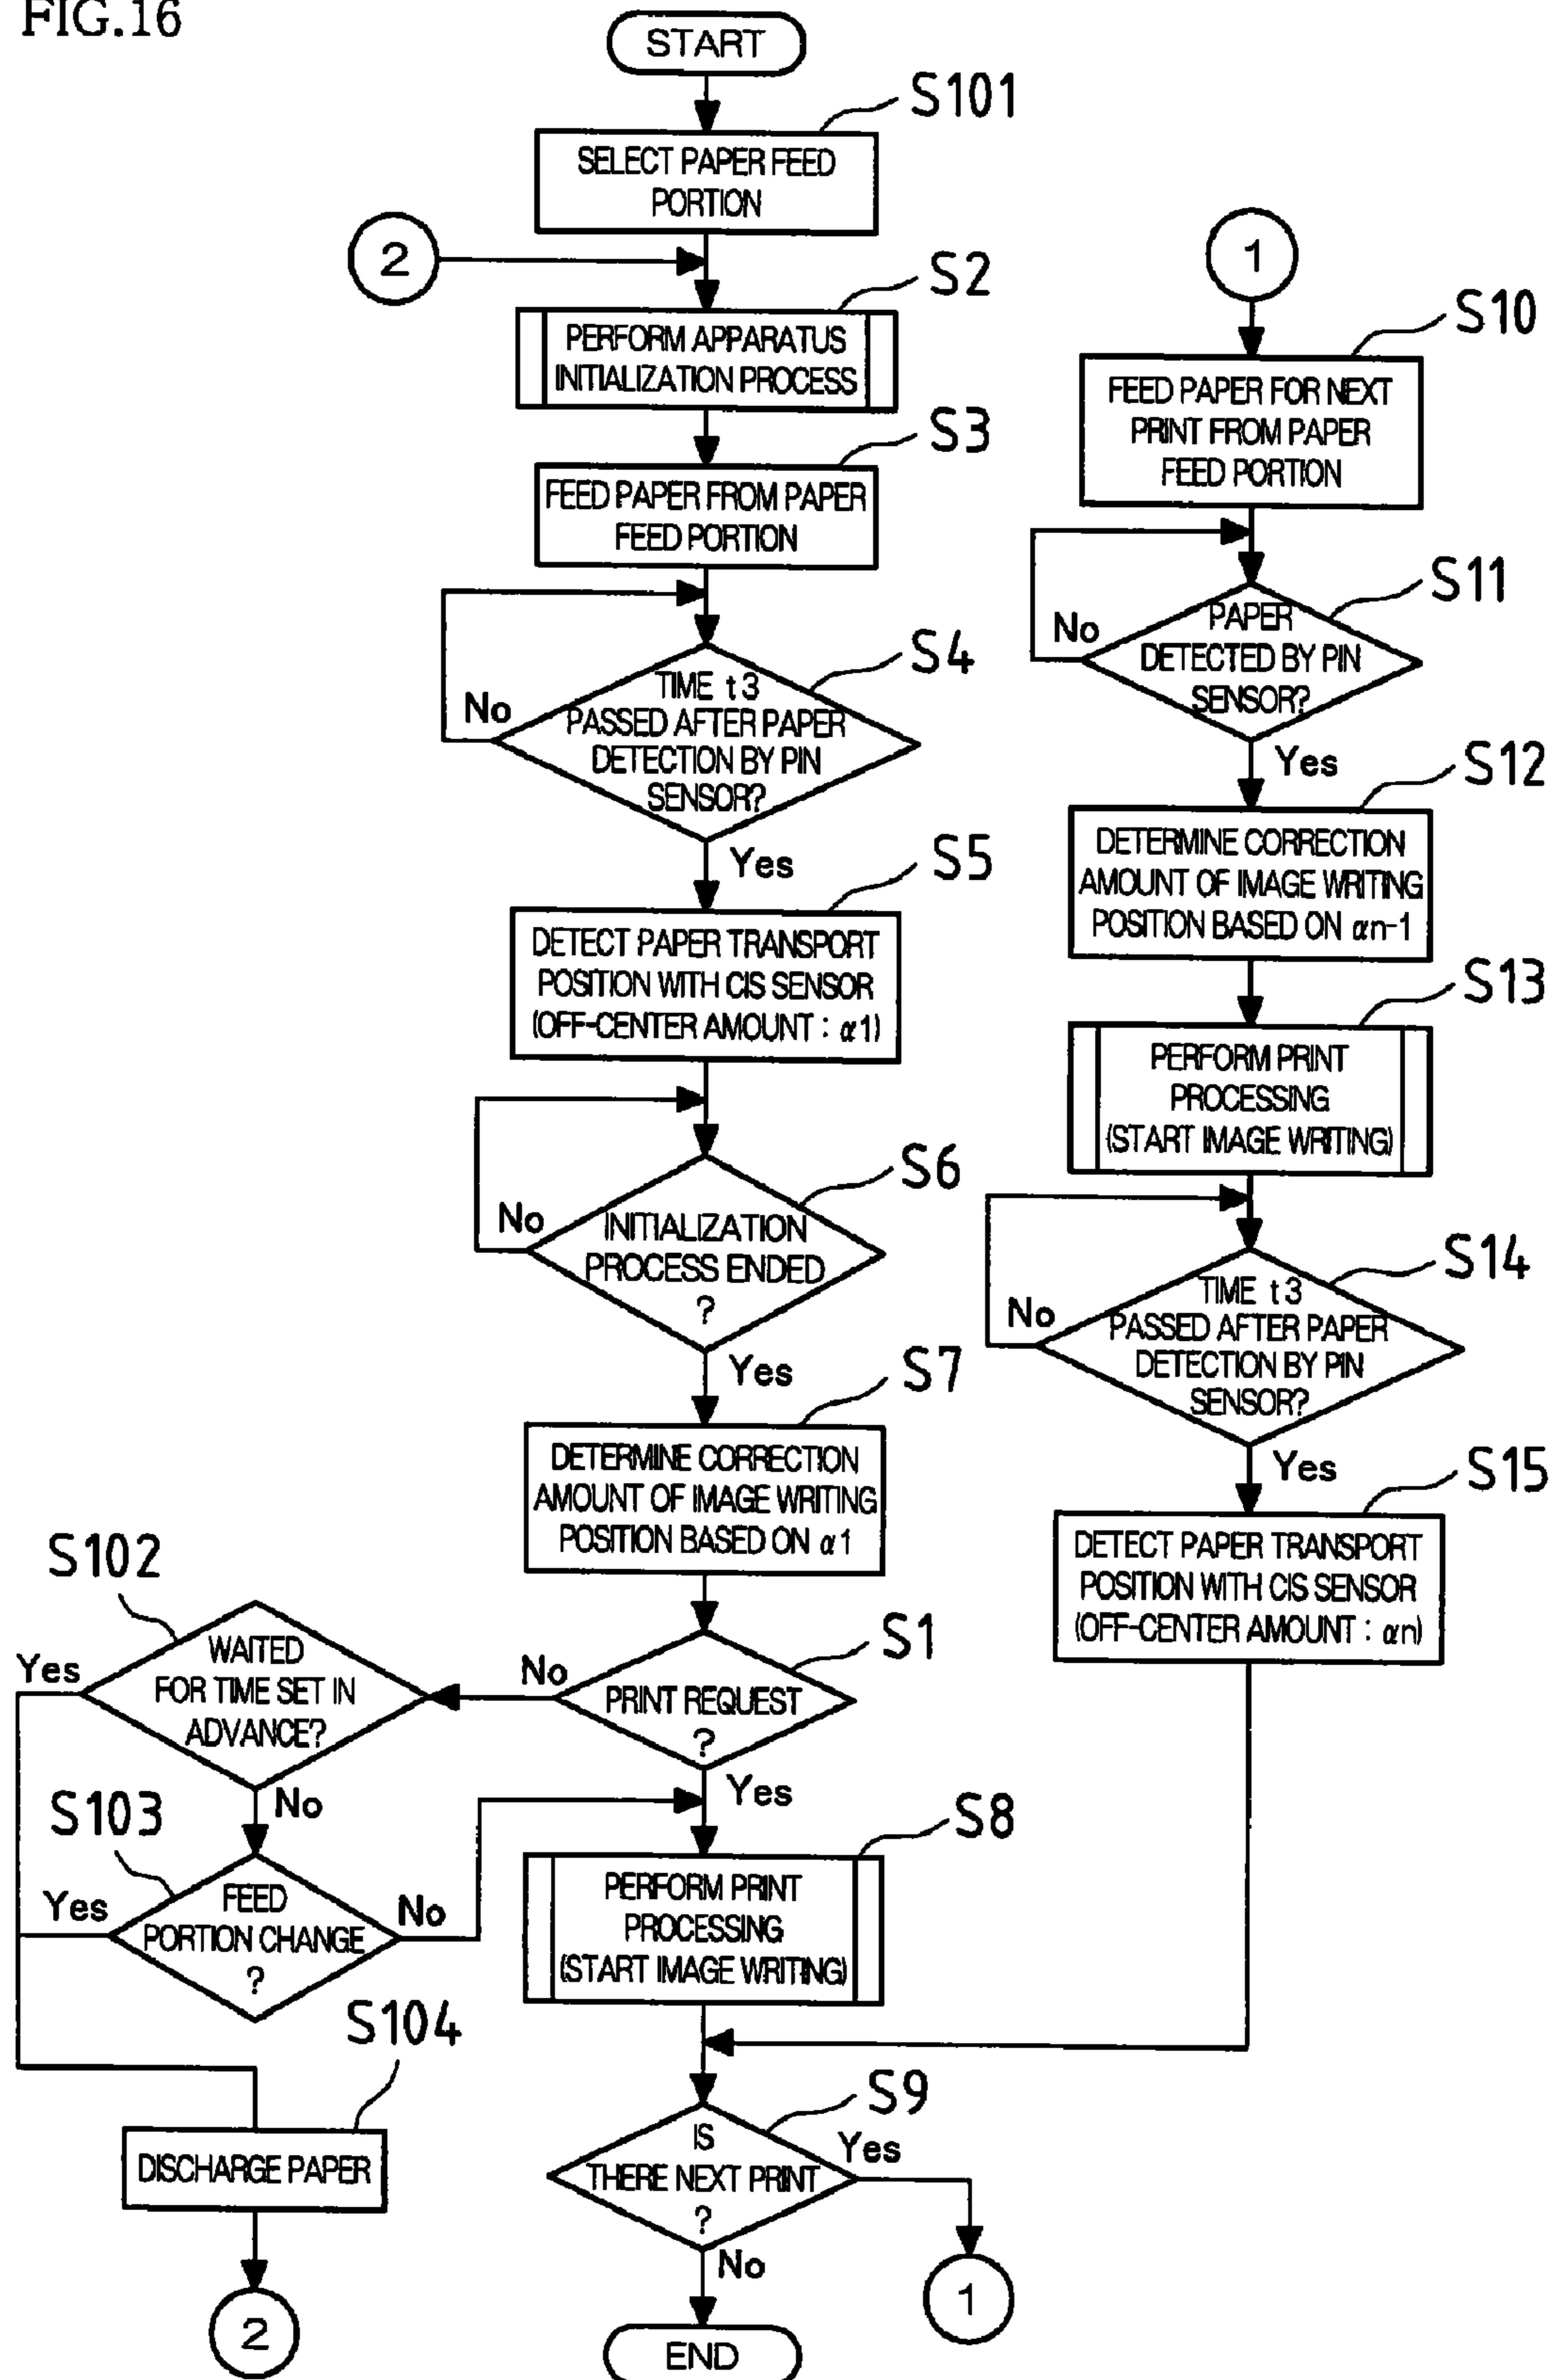 FIG.16
START
S101
SELECT PAPER FEED
PORTION
2
S2
PERFORM APPARATUS
INITIALIZATION PROCESS
S3
FEED PAPER FROM PAPER
FEED PORTION
S4
TIME t3
PASSED AFTER PAPER
DETECTION BY PIN
SENSOR?
No
Yes
S5
DETECT PAPER TRANSPORT
POSITION WITH CIS SENSOR
(OFF-CENTER AMOUNT : α1)
S6
INITIALIZATION
PROCESS ENDED
?
No
Yes
S7
DETERMINE CORRECTION
AMOUNT OF IMAGE WRITING
POSITION BASED ON α1
S1
PRINT REQUEST
?
No
Yes
S102
WAITED
FOR TIME SET IN
ADVANCE?
Yes
No
S103
FEED
PORTION CHANGE
?
Yes
No
S104
DISCHARGE PAPER
2
S8
PERFORM PRINT
PROCESSING
(START IMAGE WRITING)
S9
IS
THERE NEXT PRINT
?
Yes
No
1
END
1
S10
FEED PAPER FOR NEXT
PRINT FROM PAPER
FEED PORTION
S11
PAPER
DETECTED BY PIN
SENSOR?
No
Yes
S12
DETERMINE CORRECTION
AMOUNT OF IMAGE WRITING
POSITION BASED ON αn-1
S13
PERFORM PRINT
PROCESSING
(START IMAGE WRITING)
S14
TIME t3
PASSED AFTER PAPER
DETECTION BY PIN
SENSOR?
No
Yes
S15
DETECT PAPER TRANSPORT
POSITION WITH CIS SENSOR
(OFF-CENTER AMOUNT : αn)